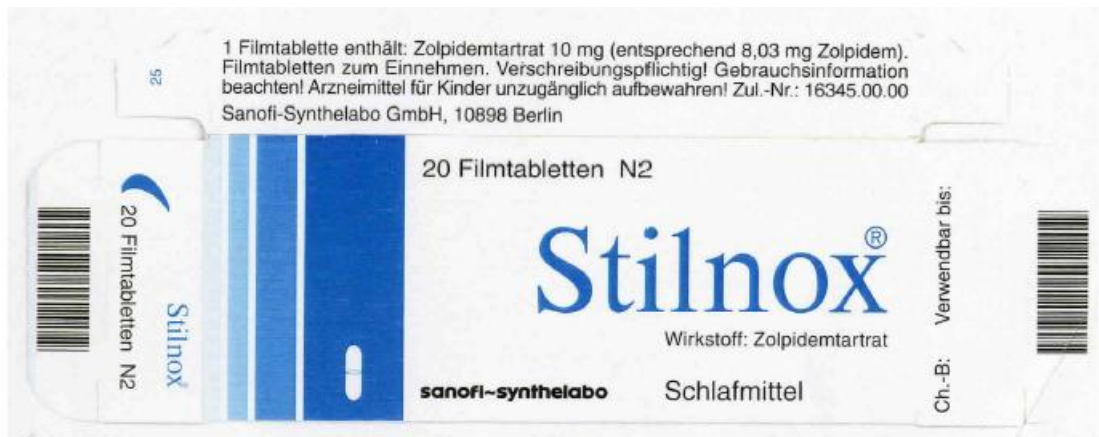 25
1 Filmtablette enthält: Zolpidemtartrat 10 mg (entsprechend 8,03 mg Zolpidem).
Filmtabletten zum Einnehmen. Verschreibungspflichtig! Gebrauchsinformation
beachten! Arzneimittel für Kinder unzugänglich aufbewahren! Zul.-Nr.: 16345.00.00
Sanofi-Synthelabo GmbH, 10898 Berlin
Stilnox®
20 Filmtabletten N2
20 Filmtabletten N2
Stilnox®
Wirkstoff: Zolpidemtartrat
sanofi~synthelabo
Schlafmittel
Ch.-B:
Verwendbar bis: